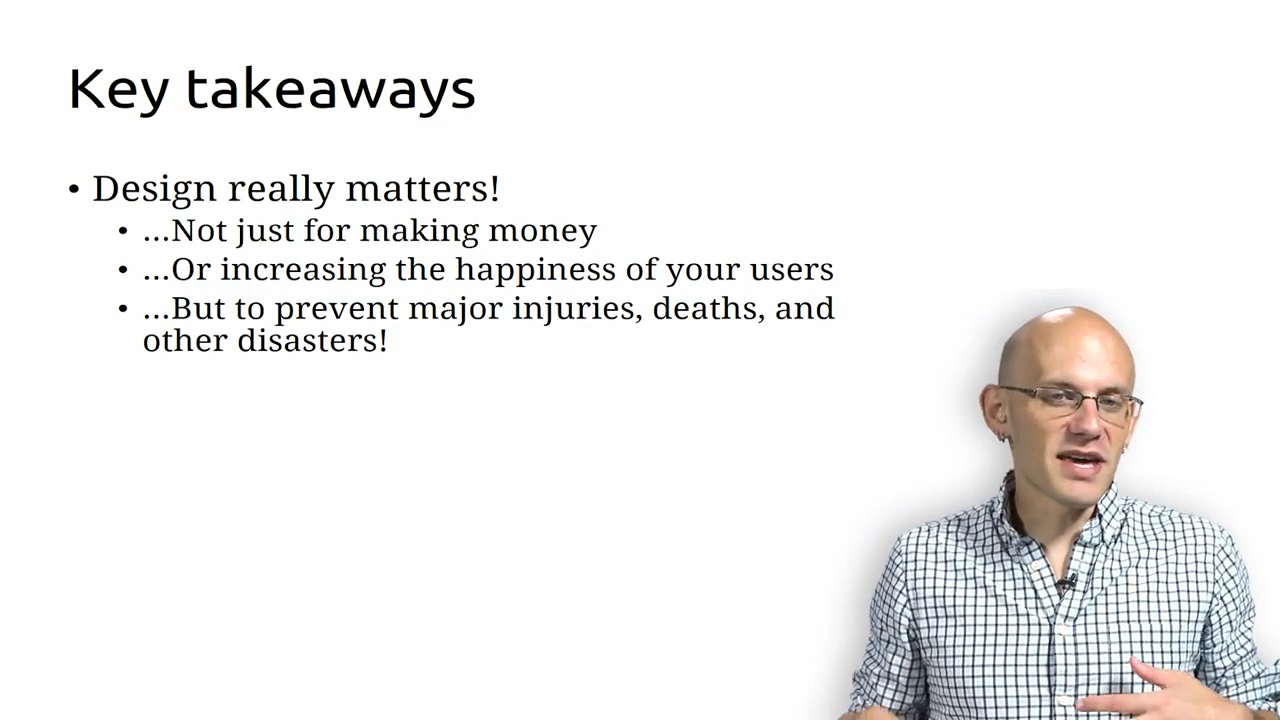 Key takeaways
• Design really matters!
• ...Not just for making money
• ...Or increasing the happiness of your users
• ...But to prevent major injuries, deaths, and
other disasters!